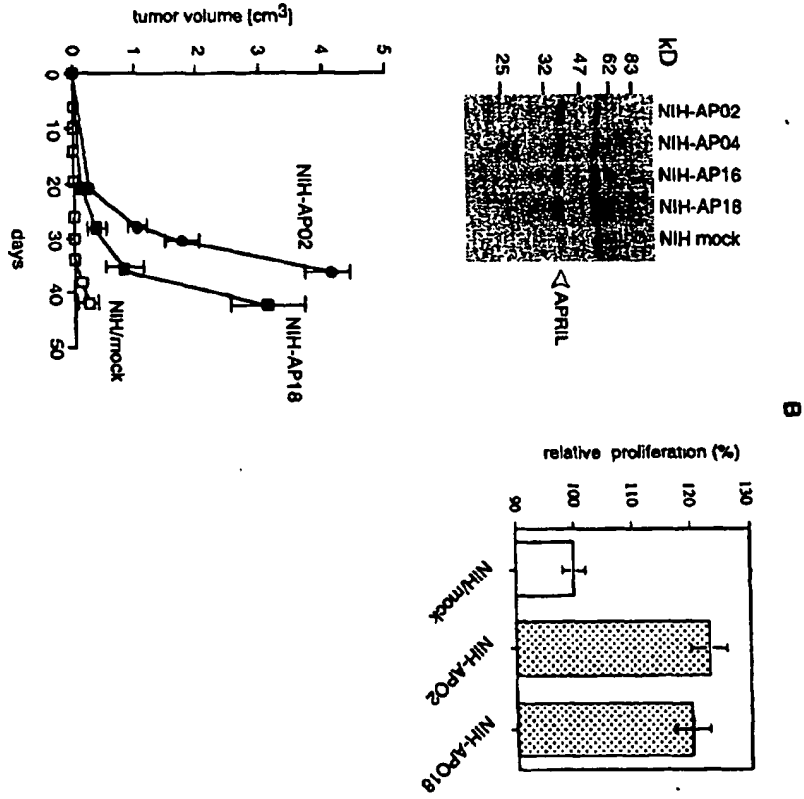 kD
83
62
47
32
25
NIH-AP02
NIH-AP04
NIH-AP16
NIH-AP18
NIH mock
APRIL
tumor volume [cm3]
0
1
2
3
4
5
0
10
20
30
40
50
days
NIH-AP02
NIH-AP18
NIH/mock
B
relative proliferation (%)
90
100
110
120
130
NIH/mock
NIH-APO2
NIH-APO18